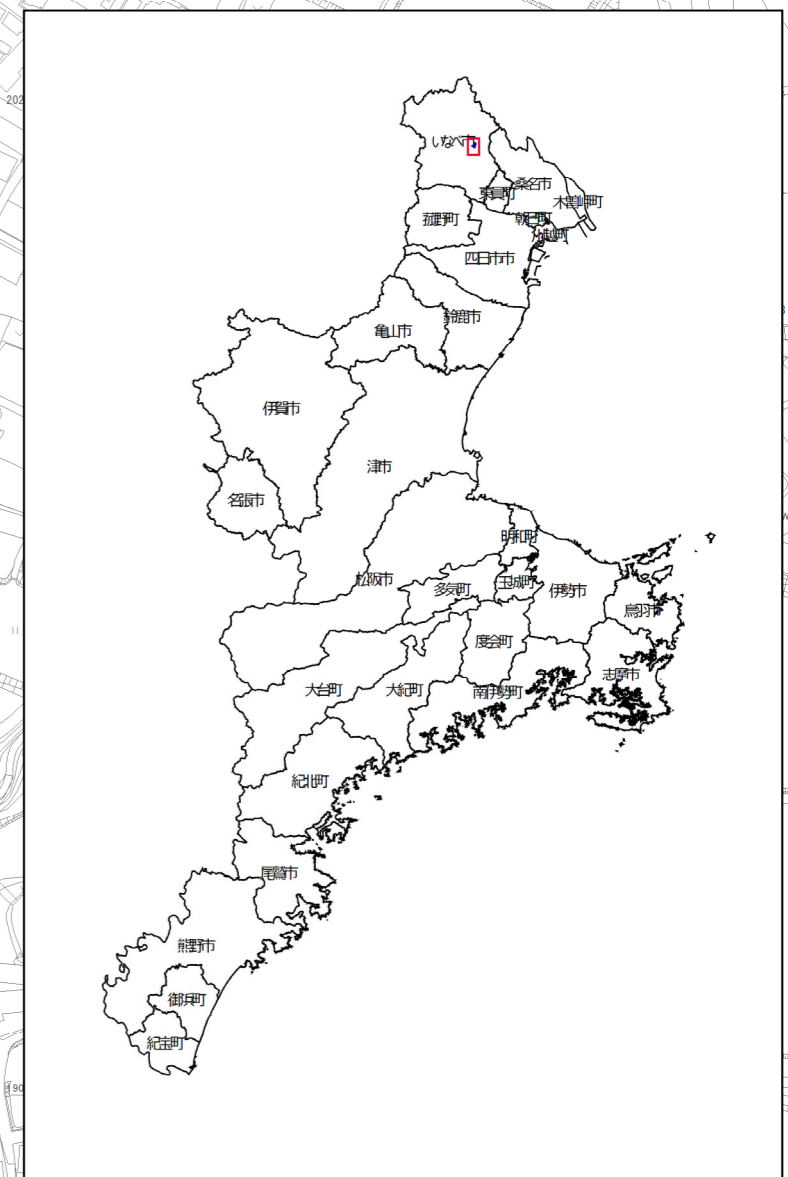 202
いなべ市
桑名市
東員町
木曽岬町
菰野町
朝日町
川越町
四日市市
鈴鹿市
亀山市
伊賀市
津市
名張市
明和町
松阪市
多気町
玉城町
伊勢市
鳥羽市
度会町
志摩市
大台町
大紀町
南伊勢町
紀北町
尾鷲市
熊野市
御浜町
紀宝町
190